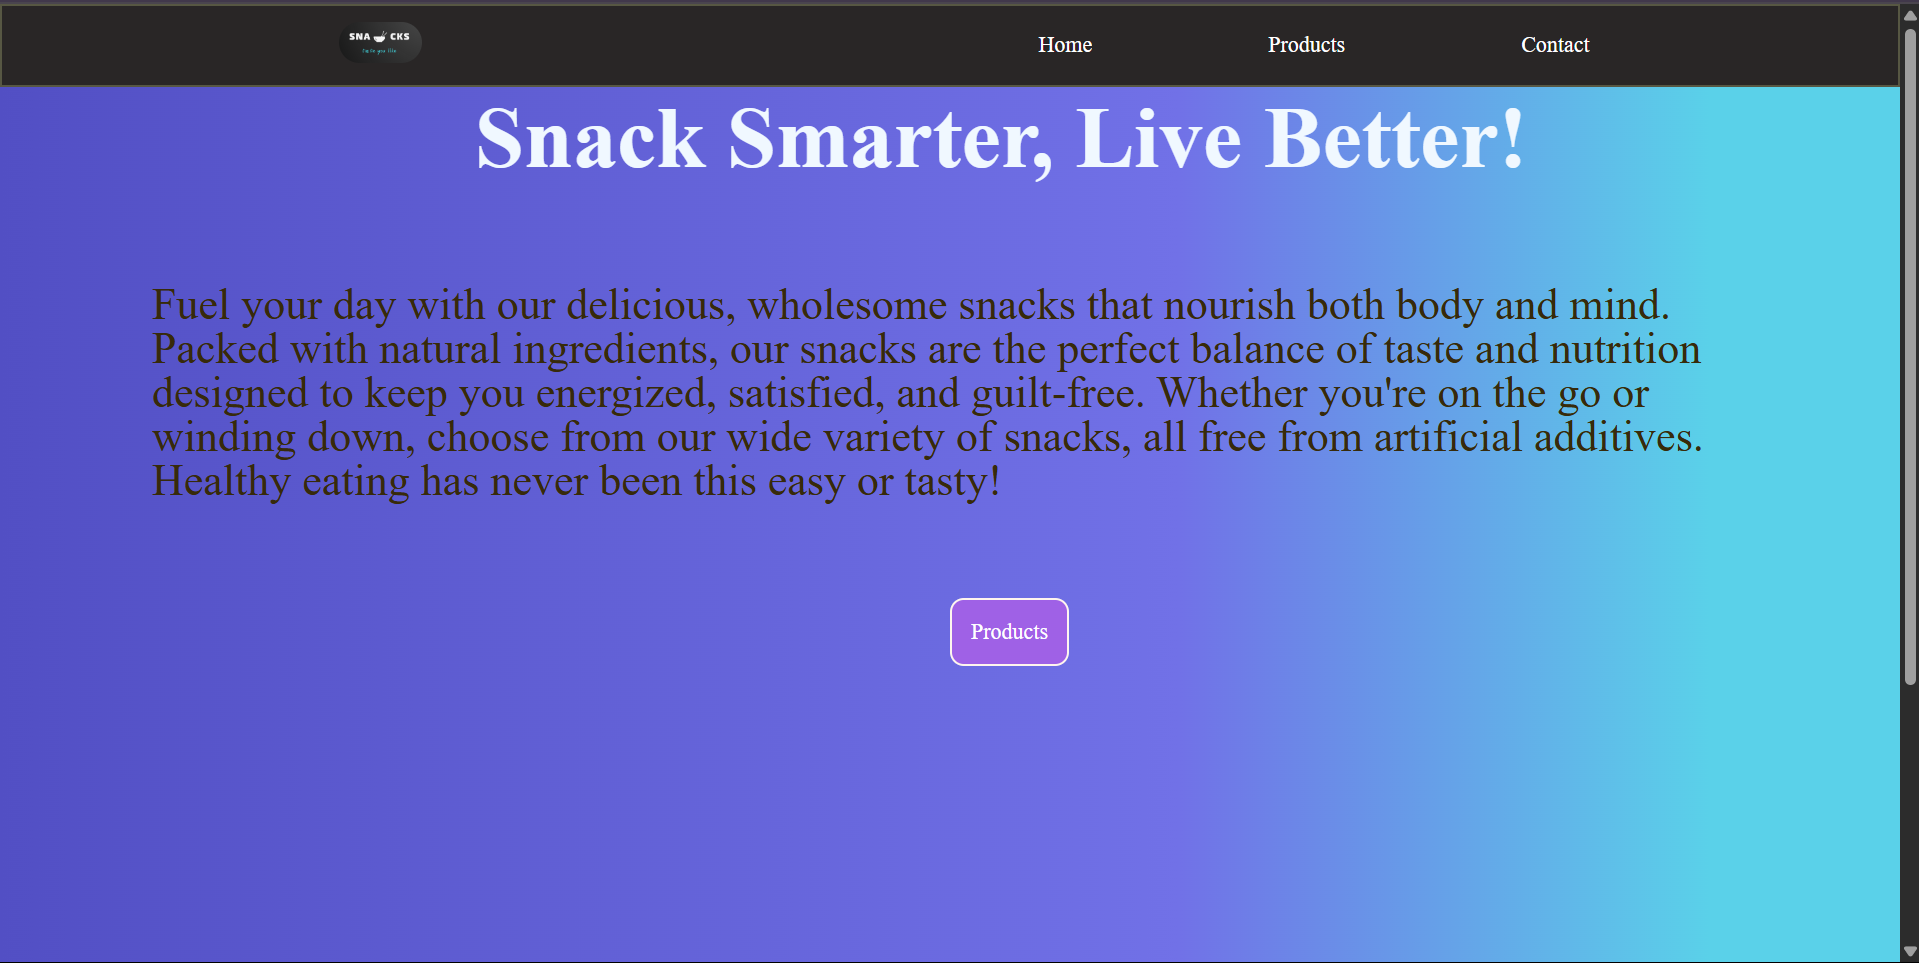 SNA CKS
Home
Products
Contact
Snack Smarter, Live Better!
Fuel your day with our delicious, wholesome snacks that nourish both body and mind.
Packed with natural ingredients, our snacks are the perfect balance of taste and nutrition
designed to keep you energized, satisfied, and guilt-free. Whether you're on the go or
winding down, choose from our wide variety of snacks, all free from artificial additives.
Healthy eating has never been this easy or tasty!
Products